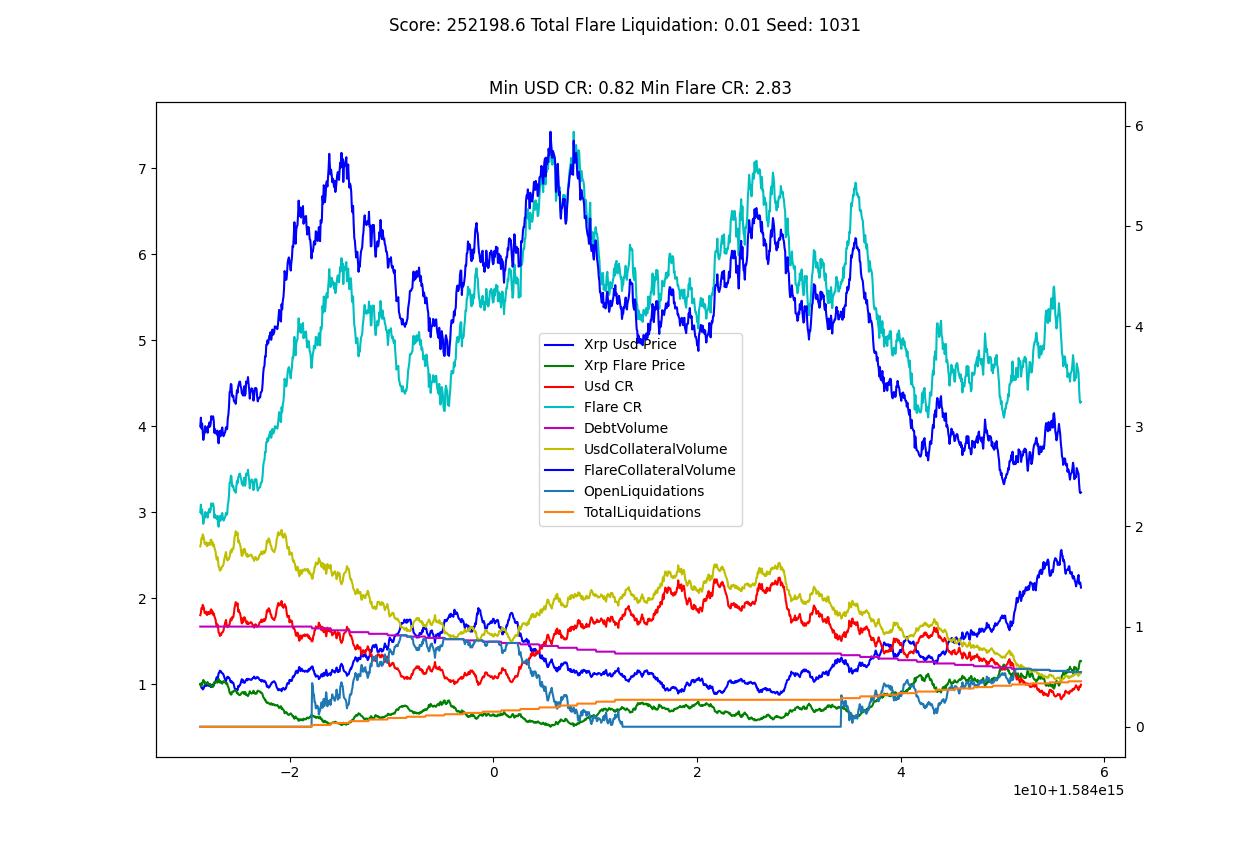 Score: 252198.6 Total Flare Liquidation: 0.01 Seed: 1031
Min USD CR: 0.82 Min Flare CR: 2.83
7
6
5
4
3
2
1
6
5
4
3
2
1
0
Xrp Usd Price
Xrp Flare Price
Usd CR
Flare CR
DebtVolume
UsdCollateralVolume
FlareCollateralVolume
OpenLiquidations
TotalLiquidations
−2 0 2 4 6
1e10+1.584e15